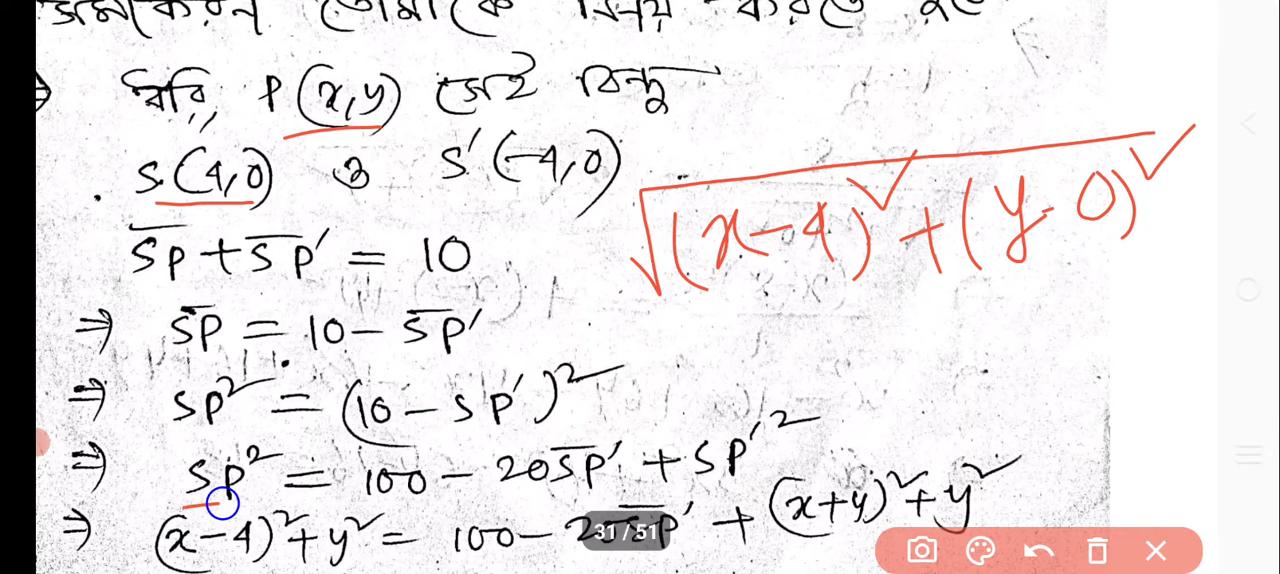 ধরি, P(x,y) সেই বিন্দু
S(4,0) ও S'(-4,0)
√(x-4)² + (y-0)²
SP + SP' = 10
⇒ SP = 10 - SP'
⇒ SP² = (10 - SP')²
⇒ SP² = 100 - 20SP' + SP'²
⇒ (x-4)² + y² = 100 - 20SP' + (x+y)² + y²
31 / 51